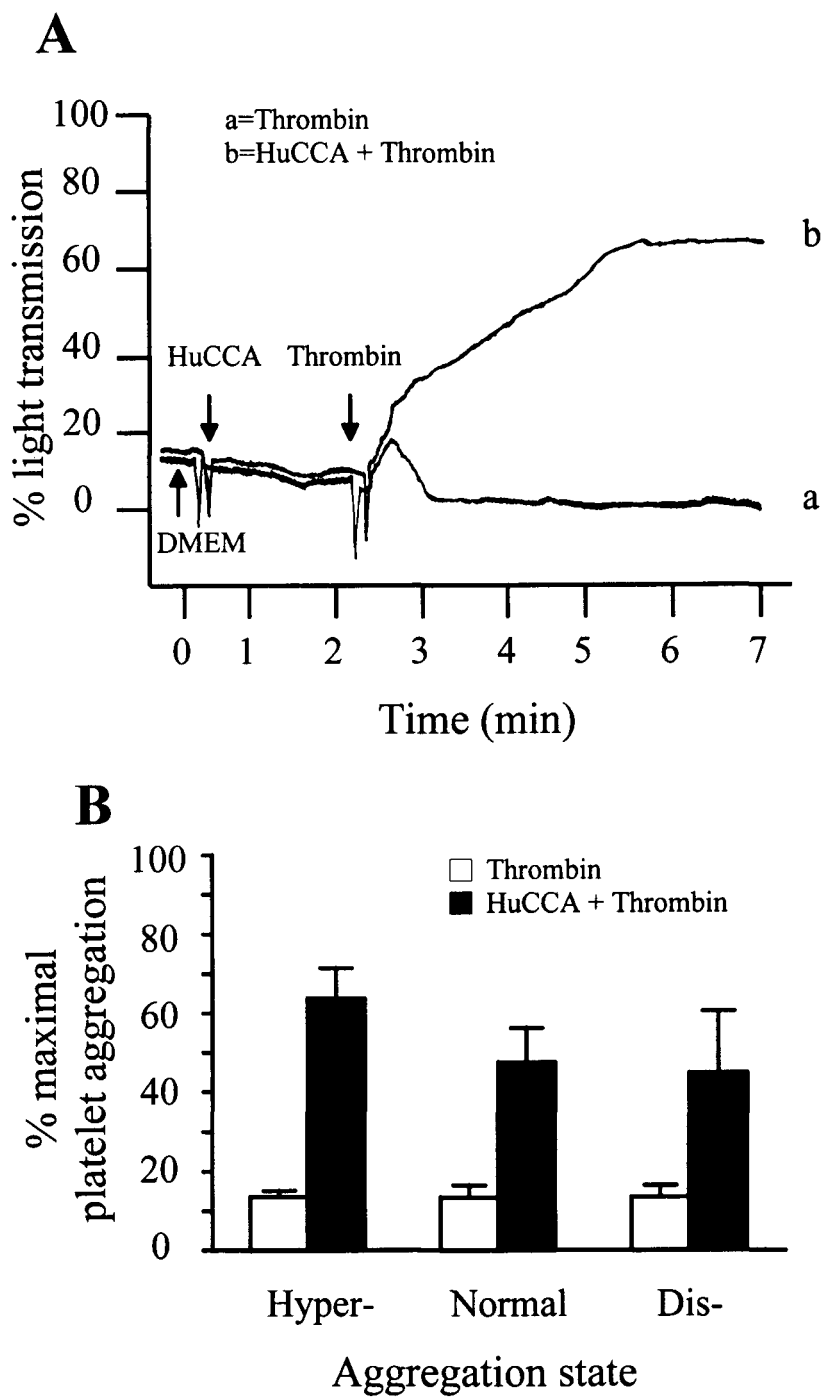 A
100
80
60
40
20
0
% light transmission
a=Thrombin
b=HuCCA + Thrombin
HuCCA
Thrombin
DMEM
b
a
0 1 2 3 4 5 6 7
Time (min)
B
100
80
60
40
20
0
% maximal
platelet aggregation
Thrombin
HuCCA + Thrombin
Hyper- Normal Dis-
Aggregation state